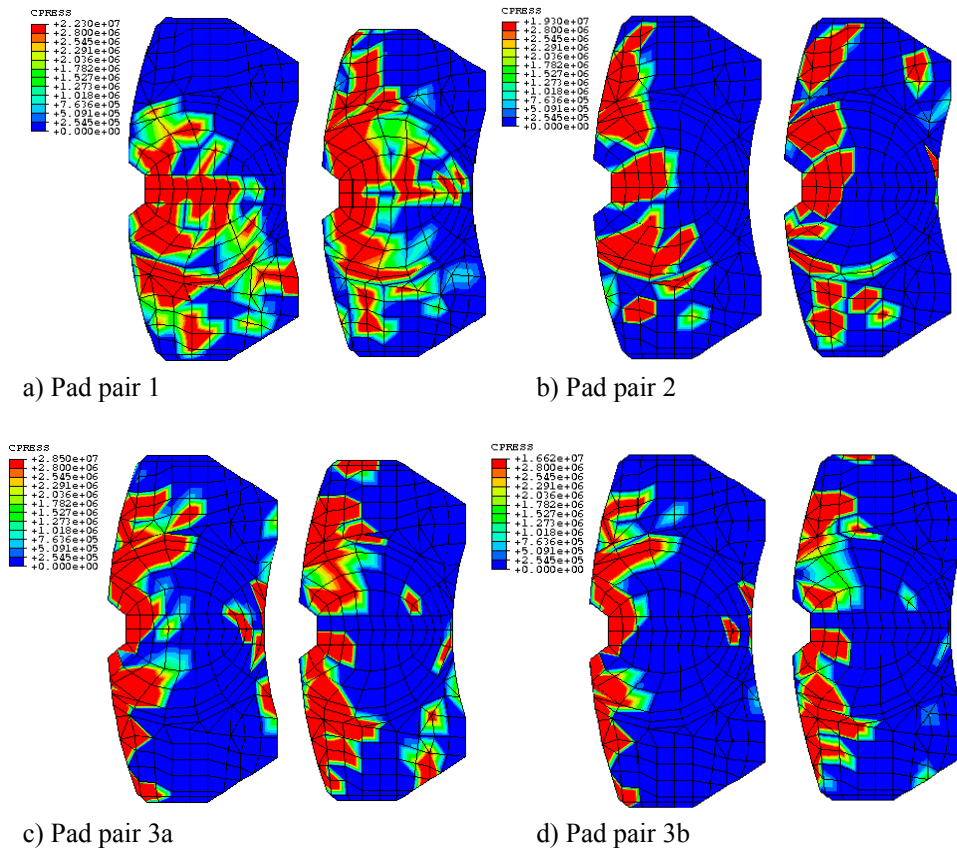 CPRESS
+2.230e+07
+2.800e+06
+2.545e+06
+2.291e+06
+2.036e+06
+1.782e+06
+1.527e+06
+1.273e+06
+1.018e+06
+7.636e+05
+5.091e+05
+2.545e+05
+0.000e+00
CPRESS
+1.930e+07
+2.800e+06
+2.545e+06
+2.291e+06
+2.036e+06
+1.782e+06
+1.527e+06
+1.273e+06
+1.018e+06
+7.636e+05
+5.091e+05
+2.545e+05
+0.000e+00
a) Pad pair 1
b) Pad pair 2
CPRESS
+2.850e+07
+2.800e+06
+2.545e+06
+2.291e+06
+2.036e+06
+1.782e+06
+1.527e+06
+1.273e+06
+1.018e+06
+7.636e+05
+5.091e+05
+2.545e+05
+0.000e+00
CPRESS
+1.662e+07
+2.800e+06
+2.545e+06
+2.291e+06
+2.036e+06
+1.782e+06
+1.527e+06
+1.273e+06
+1.018e+06
+7.636e+05
+5.091e+05
+2.545e+05
+0.000e+00
c) Pad pair 3a
d) Pad pair 3b